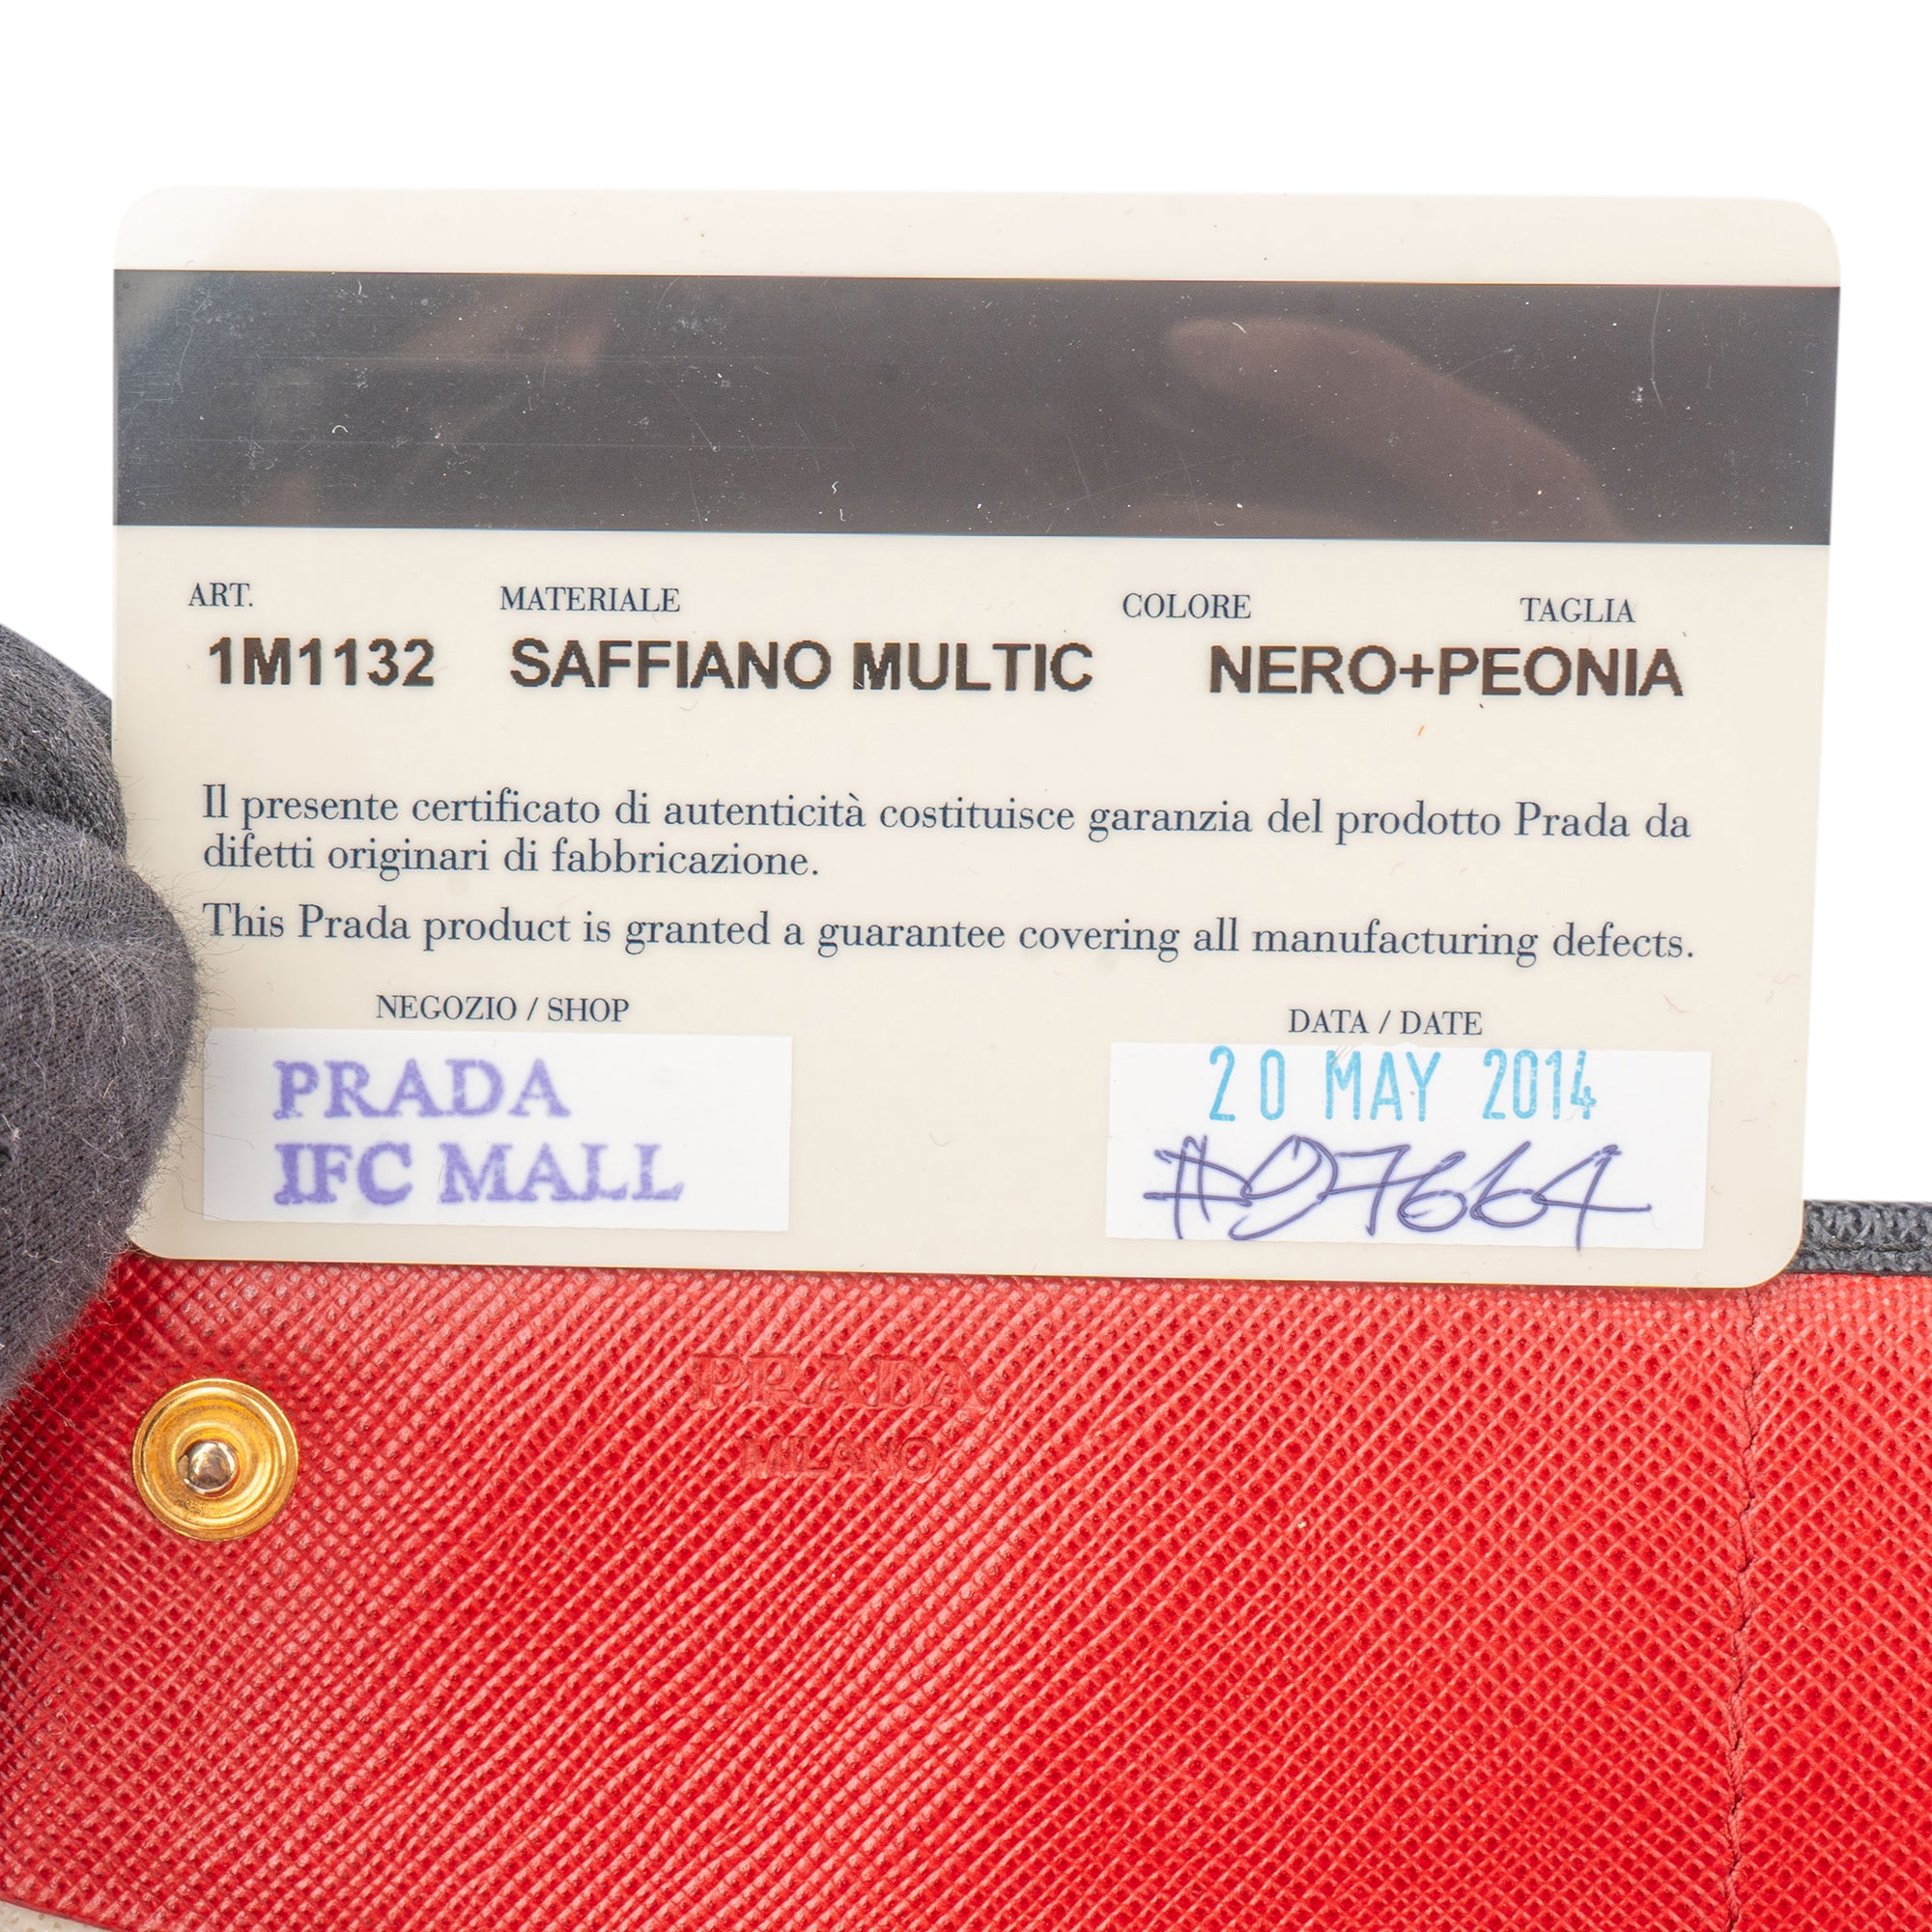 ART. MATERIALE COLORE TAGLIA
1M1132 SAFFIANO MULTIC NERO+PEONIA
Il presente certificato di autenticità costituisce garanzia del prodotto Prada da
difetti originari di fabbricazione.
This Prada product is granted a guarantee covering all manufacturing defects.
NEGOZIO / SHOP
PRADA
IFC MALL
DATA / DATE
20 MAY 2014
#97664
PRADA
MILANO